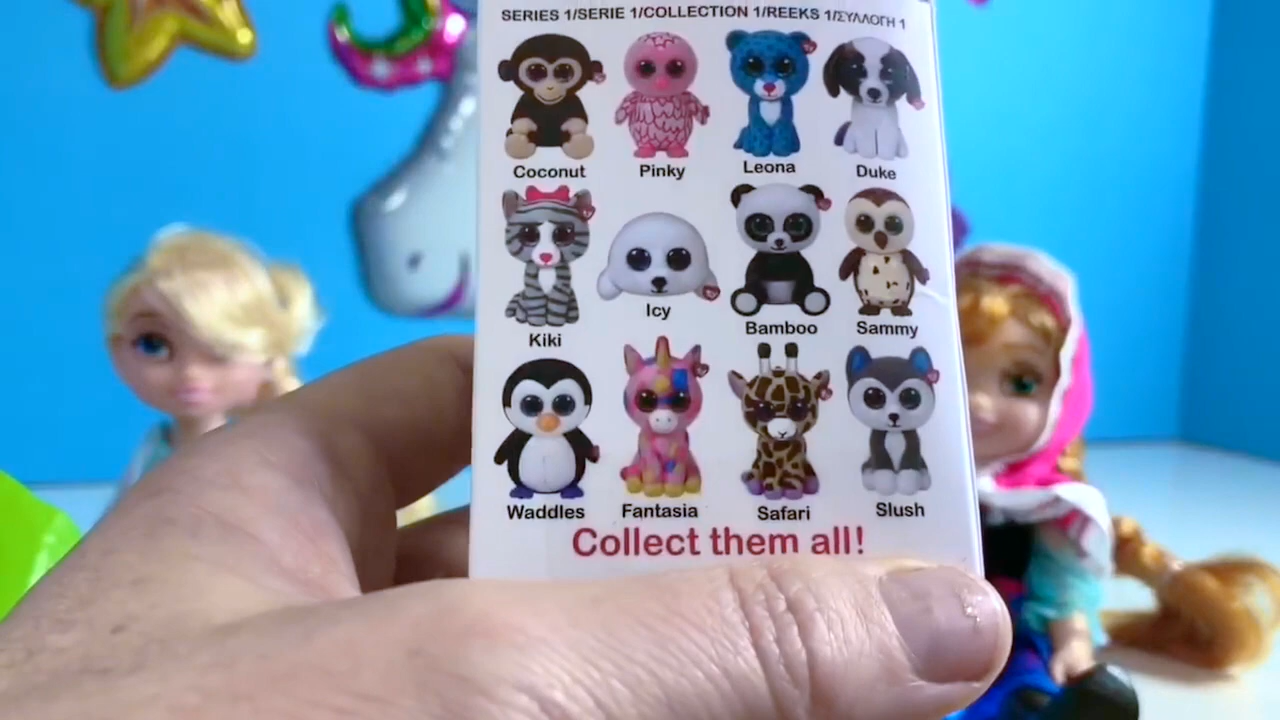 SERIES 1/SERIE 1/COLLECTION 1/REEKS 1/ΣΥΛΛΟΓΗ 1
Coconut Pinky Leona Duke
Kiki Icy Bamboo Sammy
Waddles Fantasia Safari Slush
Collect them all!